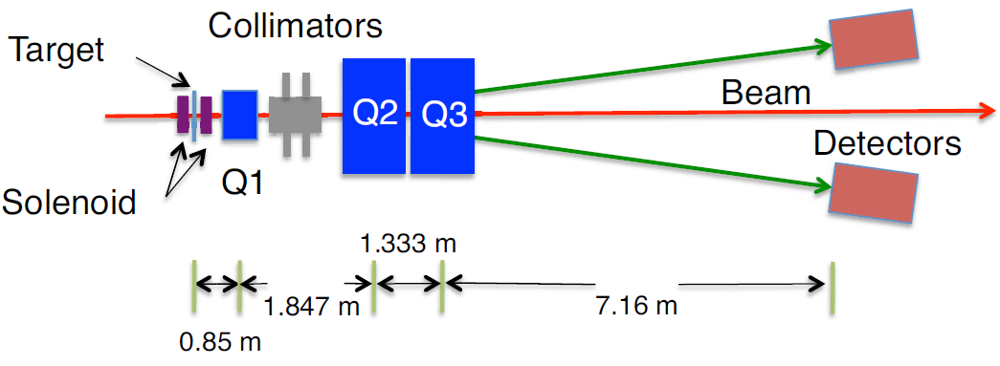 Collimators
Target
Beam
Q2
Q3
Detectors
Q1
Solenoid
1.333 m
1.847 m
7.16 m
0.85 m